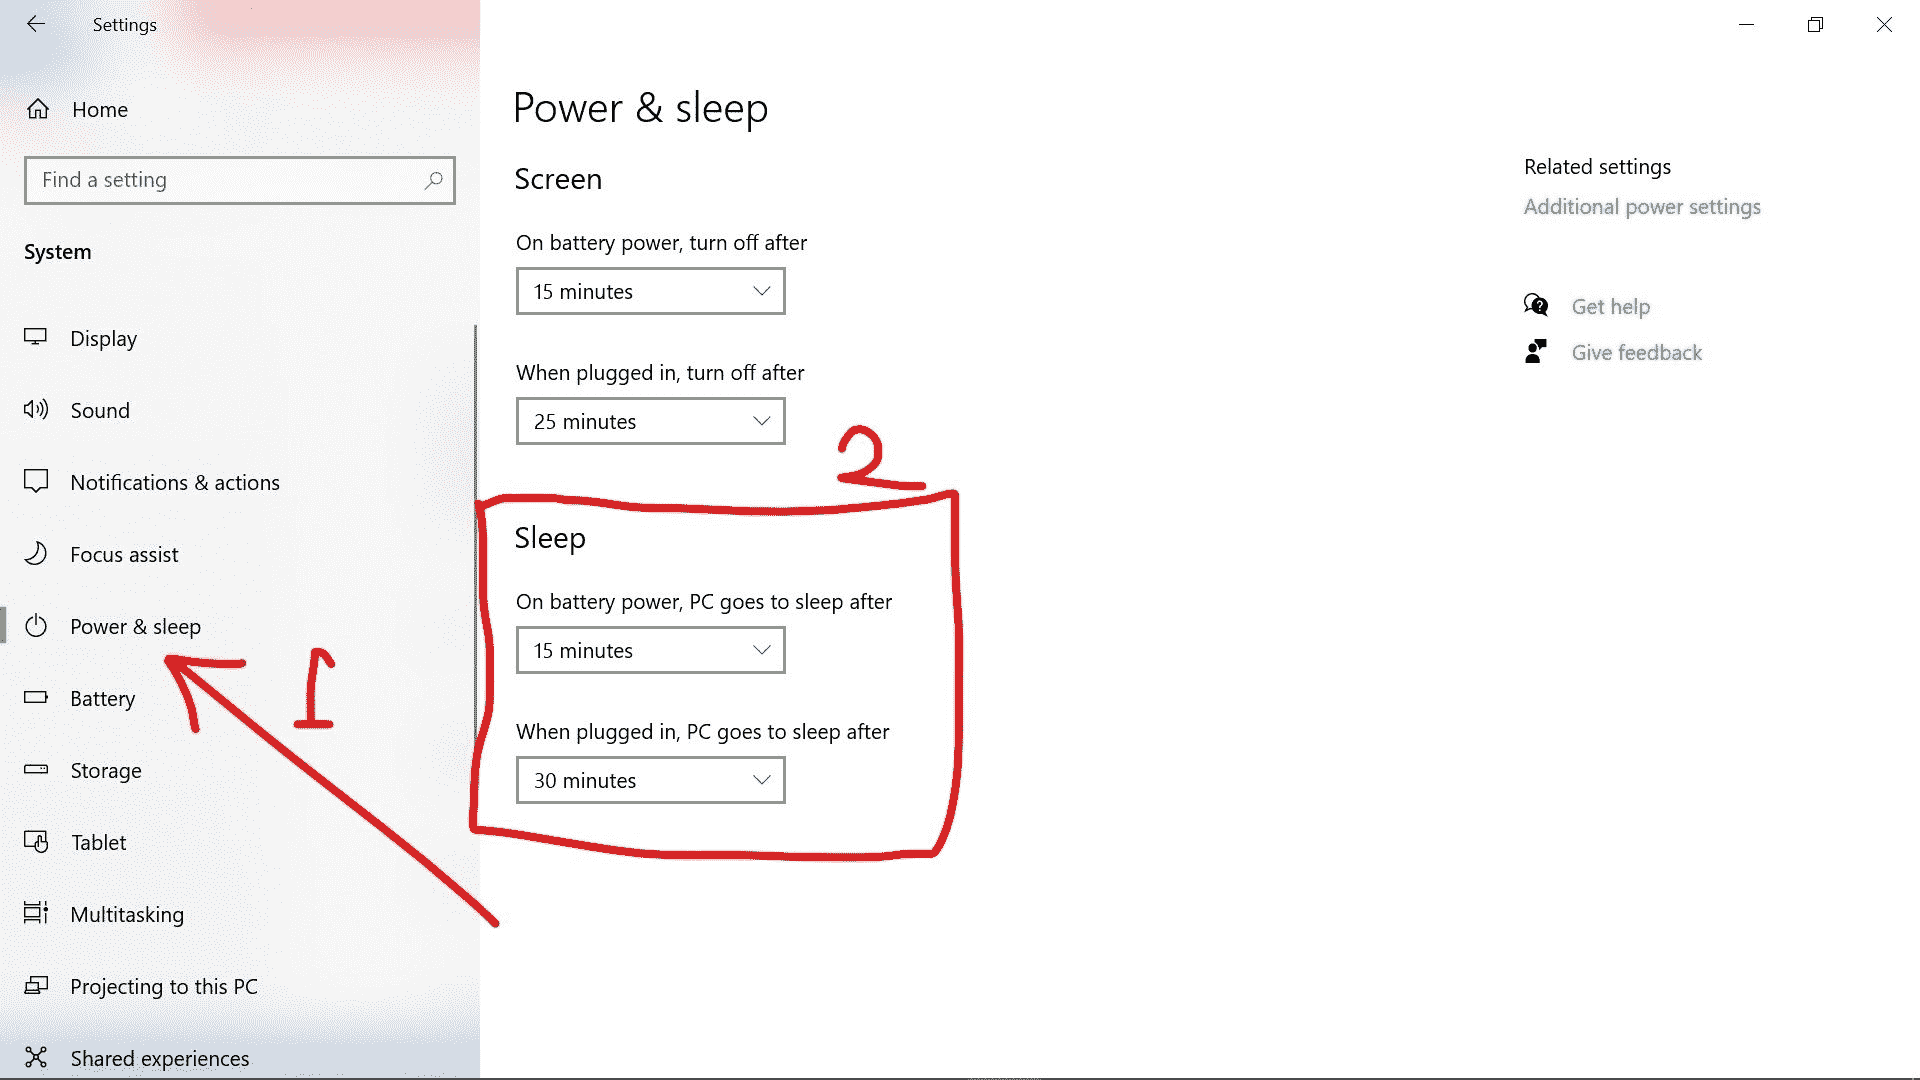 Settings
Home
Find a setting
System
Display
Sound
Notifications & actions
Focus assist
Power & sleep
1
Battery
Storage
Tablet
Multitasking
Projecting to this PC
Shared experiences
Power & sleep
Screen
On battery power, turn off after
15 minutes
When plugged in, turn off after
25 minutes
2
Sleep
On battery power, PC goes to sleep after
15 minutes
When plugged in, PC goes to sleep after
30 minutes
Related settings
Additional power settings
Get help
Give feedback